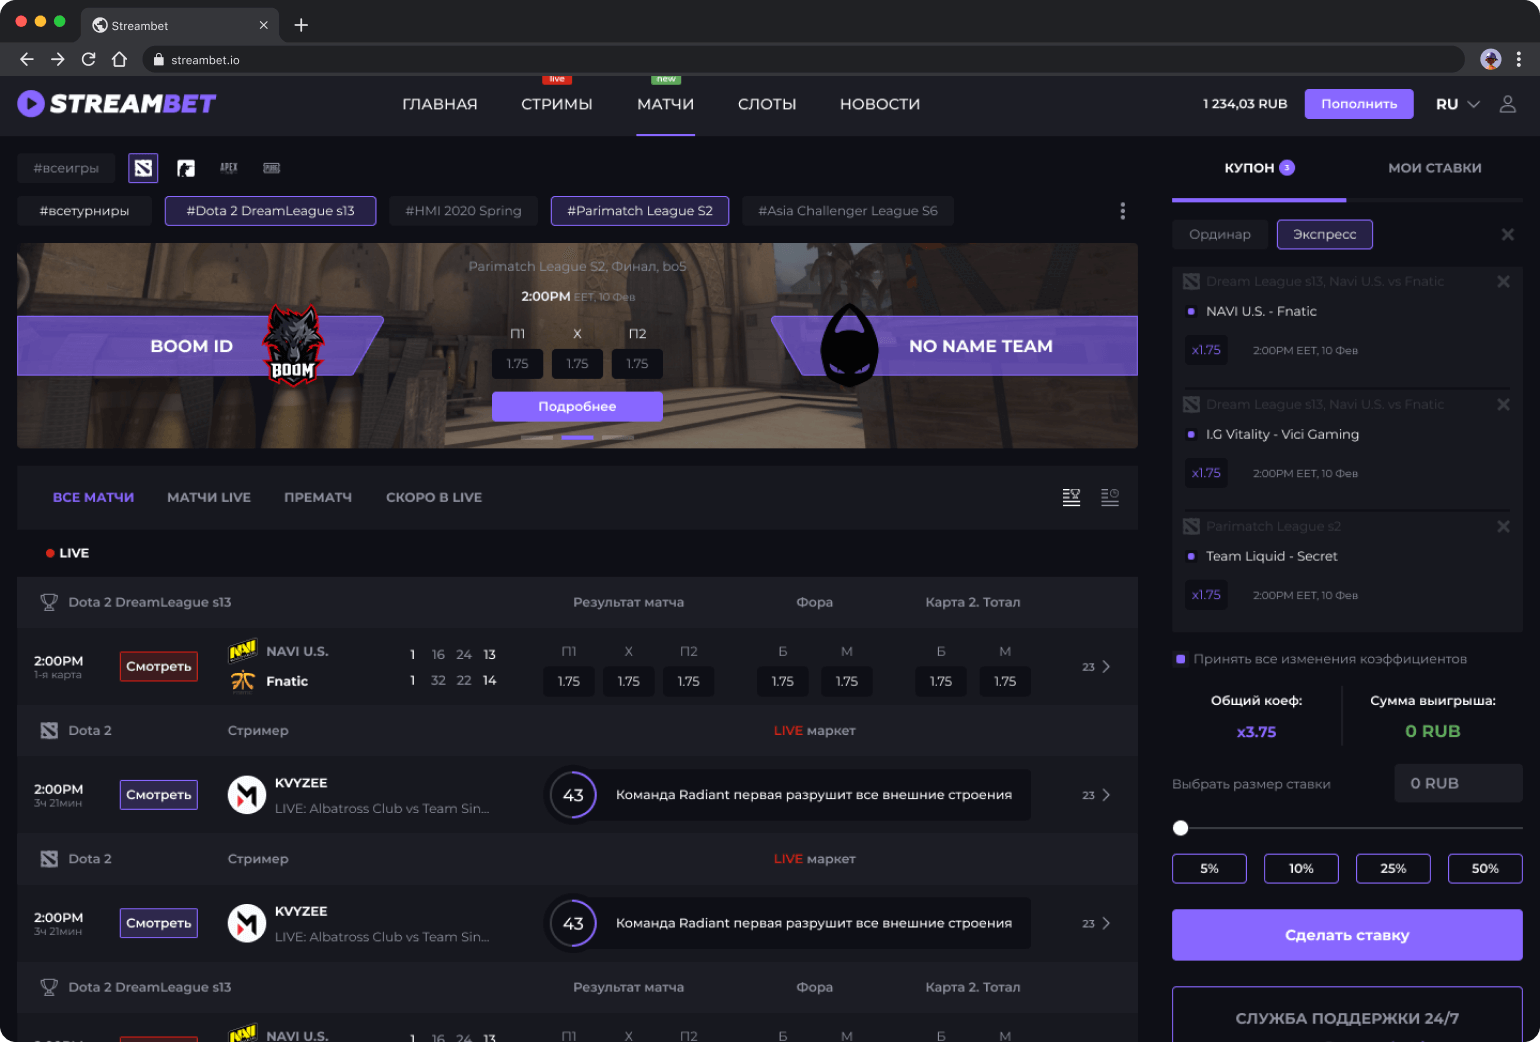 Streambet
streambet.io
live
new
STREAMBET
ГЛАВНАЯ СТРИМЫ МАТЧИ СЛОТЫ НОВОСТИ
1 234,03 RUB
Пополнить
RU
#всеигры
APEX
PUBG
#всетурниры
#Dota 2 DreamLeague s13
#HMI 2020 Spring
#Parimatch League S2
#Asia Challenger League S6
Parimatch League S2, Финал, bo5
2:00PM EET, 10 Фев
П1 X П2
BOOM ID
BOOM
NO NAME TEAM
1.75 1.75 1.75
Подробнее
ВСЕ МАТЧИ МАТЧИ LIVE ПРЕМАТЧ СКОРО В LIVE
LIVE
Dota 2 DreamLeague s13 Результат матча Фора Карта 2. Тотал
2:00PM
1-я карта
Смотреть
NAVI
NAVI U.S. 1 16 24 13
Fnatic 1 32 22 14
П1 X П2 Б М Б М
1.75 1.75 1.75 1.75 1.75 1.75 1.75
23
Dota 2 Стример LIVE маркет
2:00PM
3ч 21мин
Смотреть
KVYZEE
LIVE: Albatross Club vs Team Sin...
43
Команда Radiant первая разрушит все внешние строения
23
Dota 2 Стример LIVE маркет
2:00PM
3ч 21мин
Смотреть
KVYZEE
LIVE: Albatross Club vs Team Sin...
43
Команда Radiant первая разрушит все внешние строения
23
Dota 2 DreamLeague s13 Результат матча Фора Карта 2. Тотал
NAVI U.S. 1 16 24 13
П1 X П2 Б М Б М
КУПОН 3
МОИ СТАВКИ
Ординар
Экспресс
Dream League s13, Navi U.S. vs Fnatic
NAVI U.S. - Fnatic
x1.75 2:00PM EET, 10 Фев
Dream League s13, Navi U.S. vs Fnatic
I.G Vitality - Vici Gaming
x1.75 2:00PM EET, 10 Фев
Parimatch League s2
Team Liquid - Secret
x1.75 2:00PM EET, 10 Фев
Принять все изменения коэффициентов
Общий коеф: Сумма выигрыша:
x3.75 0 RUB
Выбрать размер ставки 0 RUB
5% 10% 25% 50%
Сделать ставку
СЛУЖБА ПОДДЕРЖКИ 24/7